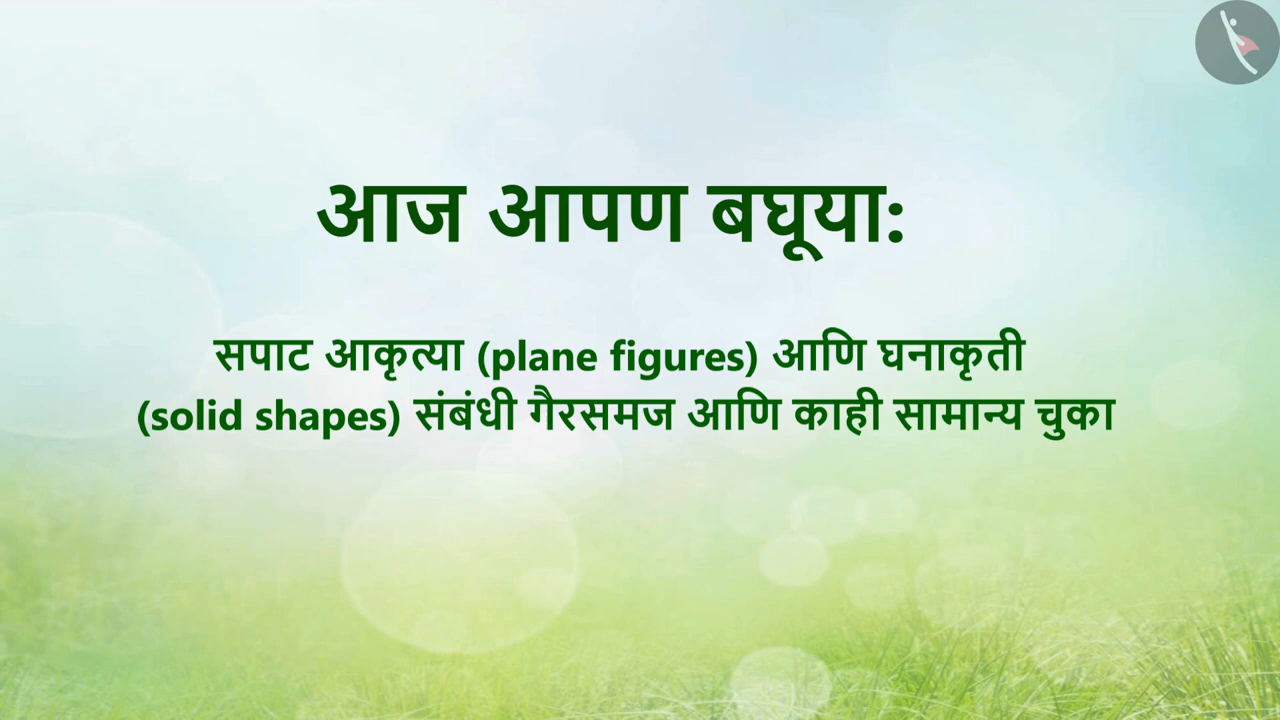 आज आपण बघूया:
सपाट आकृत्या (plane figures) आणि घनाकृती
(solid shapes) संबंधी गैरसमज आणि काही सामान्य चुका